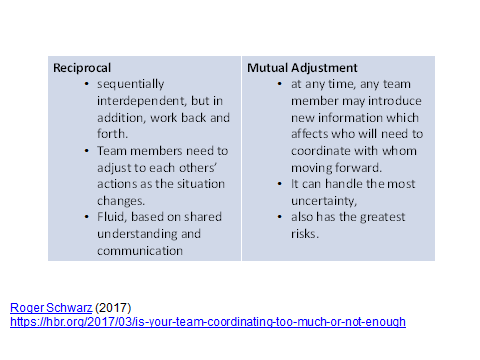 Reciprocal
• sequentially
interdependent, but in
addition, work back and
forth.
• Team members need to
adjust to each others’
actions as the situation
changes.
• Fluid, based on shared
understanding and
communication
Mutual Adjustment
• at any time, any team
member may introduce
new information which
affects who will need to
coordinate with whom
moving forward.
• It can handle the most
uncertainty,
• also has the greatest
risks.
Roger Schwarz (2017)
https://hbr.org/2017/03/is-your-team-coordinating-too-much-or-not-enough